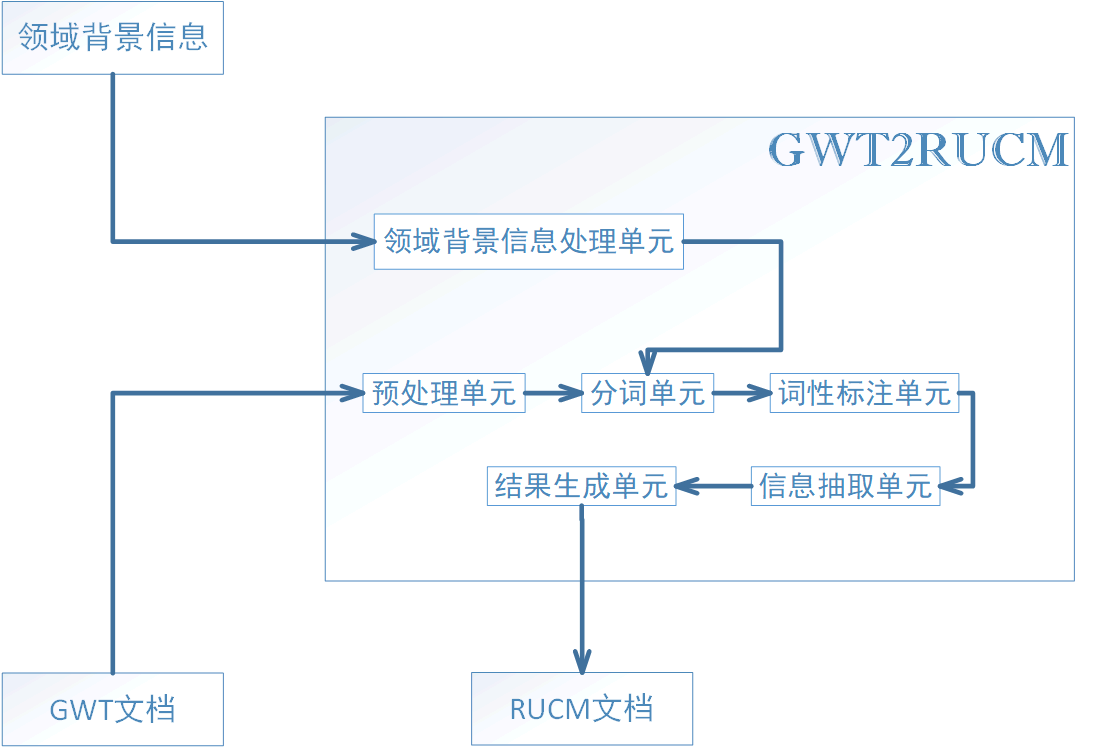 领域背景信息
GWT2RUCM
领域背景信息处理单元
预处理单元
分词单元
词性标注单元
结果生成单元
信息抽取单元
GWT文档
RUCM文档